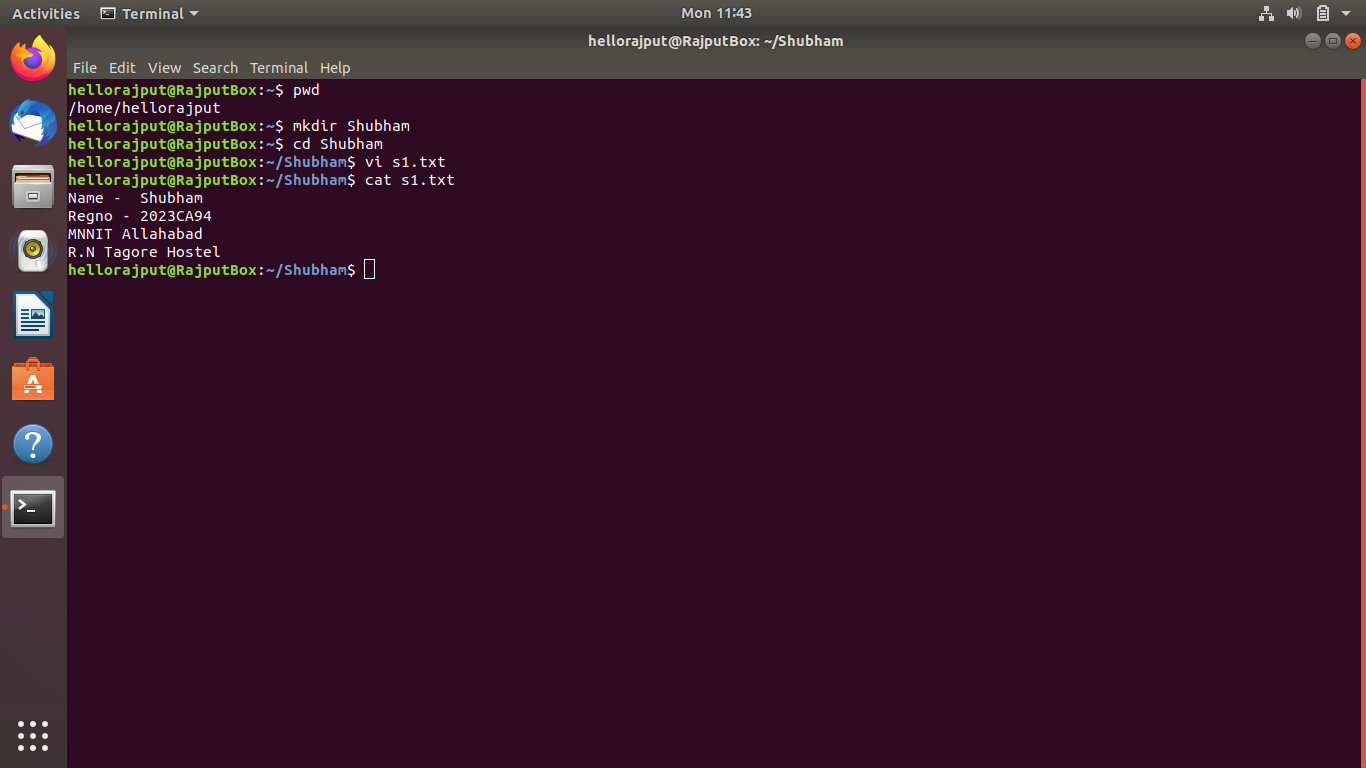 Activities Terminal Mon 11:43
hellorajput@RajputBox: ~/Shubham
File Edit View Search Terminal Help
hellorajput@RajputBox:~$ pwd
/home/hellorajput
hellorajput@RajputBox:~$ mkdir Shubham
hellorajput@RajputBox:~$ cd Shubham
hellorajput@RajputBox:~/Shubham$ vi s1.txt
hellorajput@RajputBox:~/Shubham$ cat s1.txt
Name -  Shubham
Regno - 2023CA94
MNNIT Allahabad
R.N Tagore Hostel
hellorajput@RajputBox:~/Shubham$